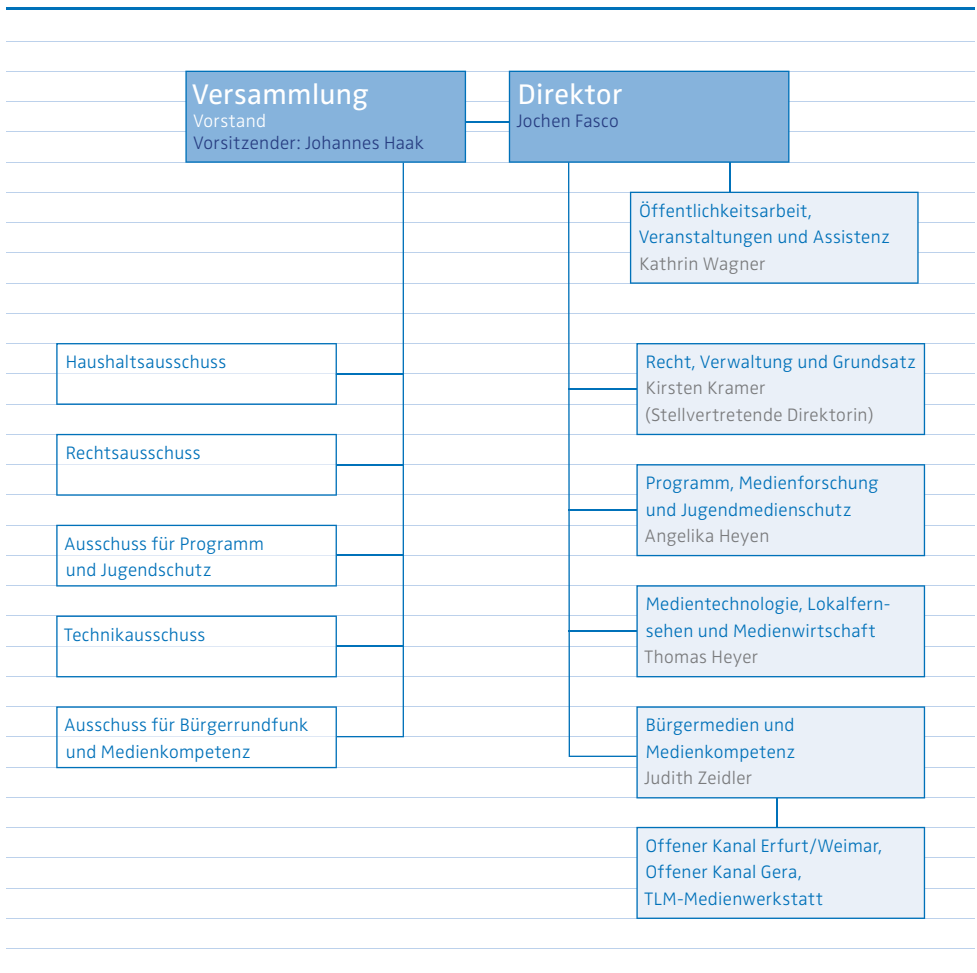 Versammlung
Vorstand
Vorsitzender: Johannes Haak
Direktor
Jochen Fasco
Öffentlichkeitsarbeit,
Veranstaltungen und Assistenz
Kathrin Wagner
Haushaltsausschuss
Rechtsausschuss
Ausschuss für Programm
und Jugendschutz
Technikausschuss
Ausschuss für Bürgerrundfunk
und Medienkompetenz
Recht, Verwaltung und Grundsatz
Kirsten Kramer
(Stellvertretende Direktorin)
Programm, Medienforschung
und Jugendmedienschutz
Angelika Heyen
Medientechnologie, Lokalfern-
sehen und Medienwirtschaft
Thomas Heyer
Bürgermedien und
Medienkompetenz
Judith Zeidler
Offener Kanal Erfurt/Weimar,
Offener Kanal Gera,
TLM-Medienwerkstatt